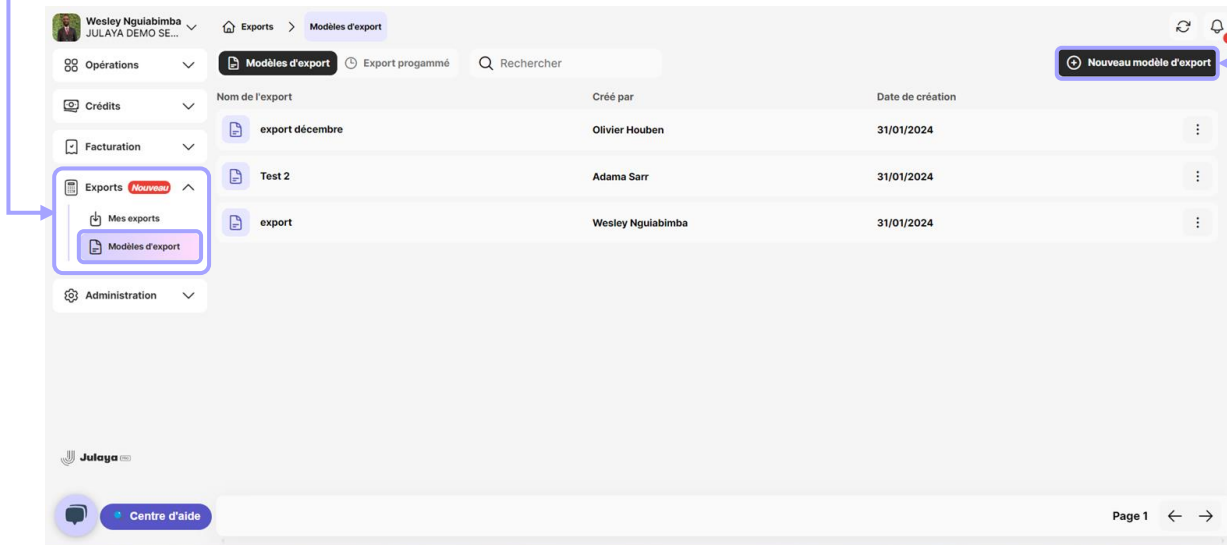 Wesley Nguiabimba
JULAYA DEMO SE...
Exports > Modèles d'export
Opérations
Crédits
Facturation
Exports Nouveau
Mes exports
Modèles d'export
Administration
Modèles d'export
Export progammé
Rechercher
Nouveau modèle d'export
Nom de l'export Créé par Date de création
export décembre Olivier Houben 31/01/2024
Test 2 Adama Sarr 31/01/2024
export Wesley Nguiabimba 31/01/2024
Julaya
Centre d'aide
Page 1